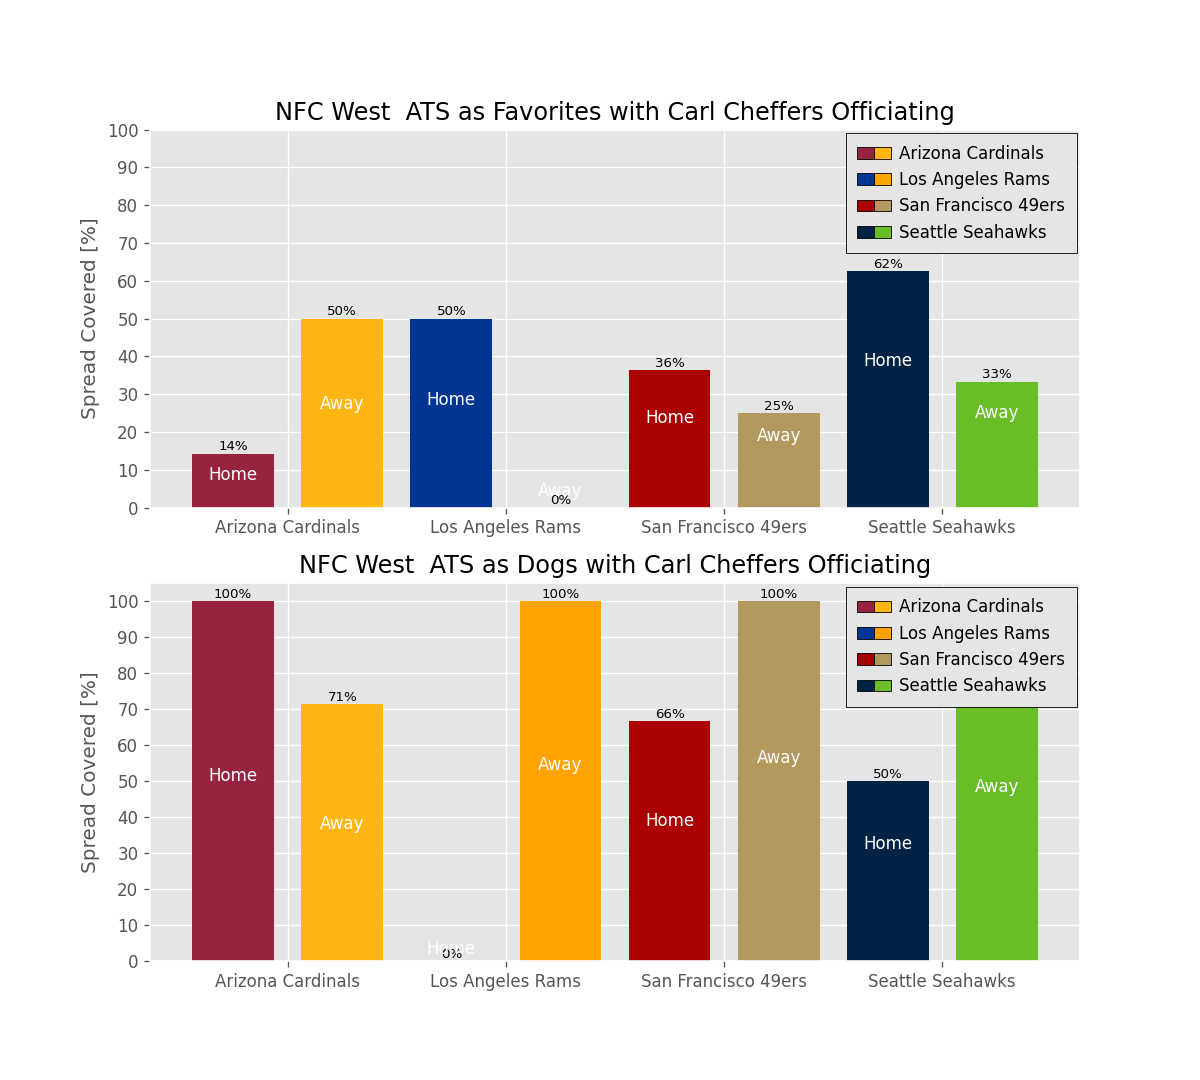 NFC West  ATS as Favorites with Carl Cheffers Officiating
Spread Covered [%]
100
90
80
70
60
50
40
30
20
10
0
Arizona Cardinals
Los Angeles Rams
San Francisco 49ers
Seattle Seahawks
14%
Home
50%
Away
50%
Home
Away
0%
36%
Home
25%
Away
62%
Home
33%
Away
Arizona Cardinals
Los Angeles Rams
San Francisco 49ers
Seattle Seahawks
NFC West  ATS as Dogs with Carl Cheffers Officiating
Spread Covered [%]
100
90
80
70
60
50
40
30
20
10
0
Arizona Cardinals
Los Angeles Rams
San Francisco 49ers
Seattle Seahawks
100%
Home
71%
Away
Home
0%
100%
Away
66%
Home
100%
Away
50%
Home
Away
Arizona Cardinals
Los Angeles Rams
San Francisco 49ers
Seattle Seahawks